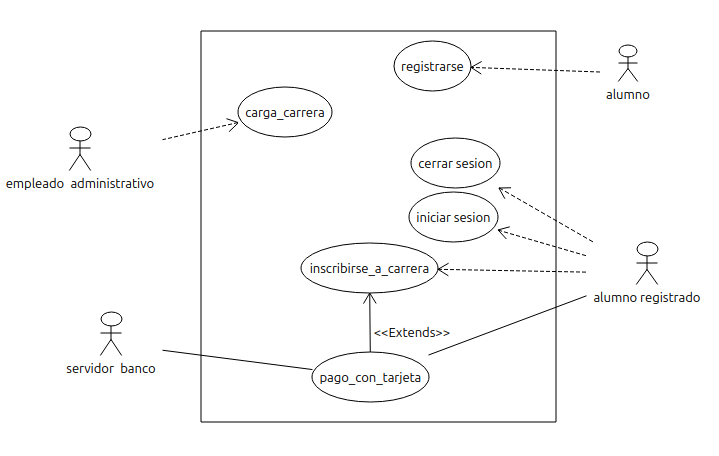 registrarse
alumno
carga_carrera
empleado administrativo
cerrar sesion
iniciar sesion
inscribirse_a_carrera
alumno registrado
<<Extends>>
servidor banco
pago_con_tarjeta